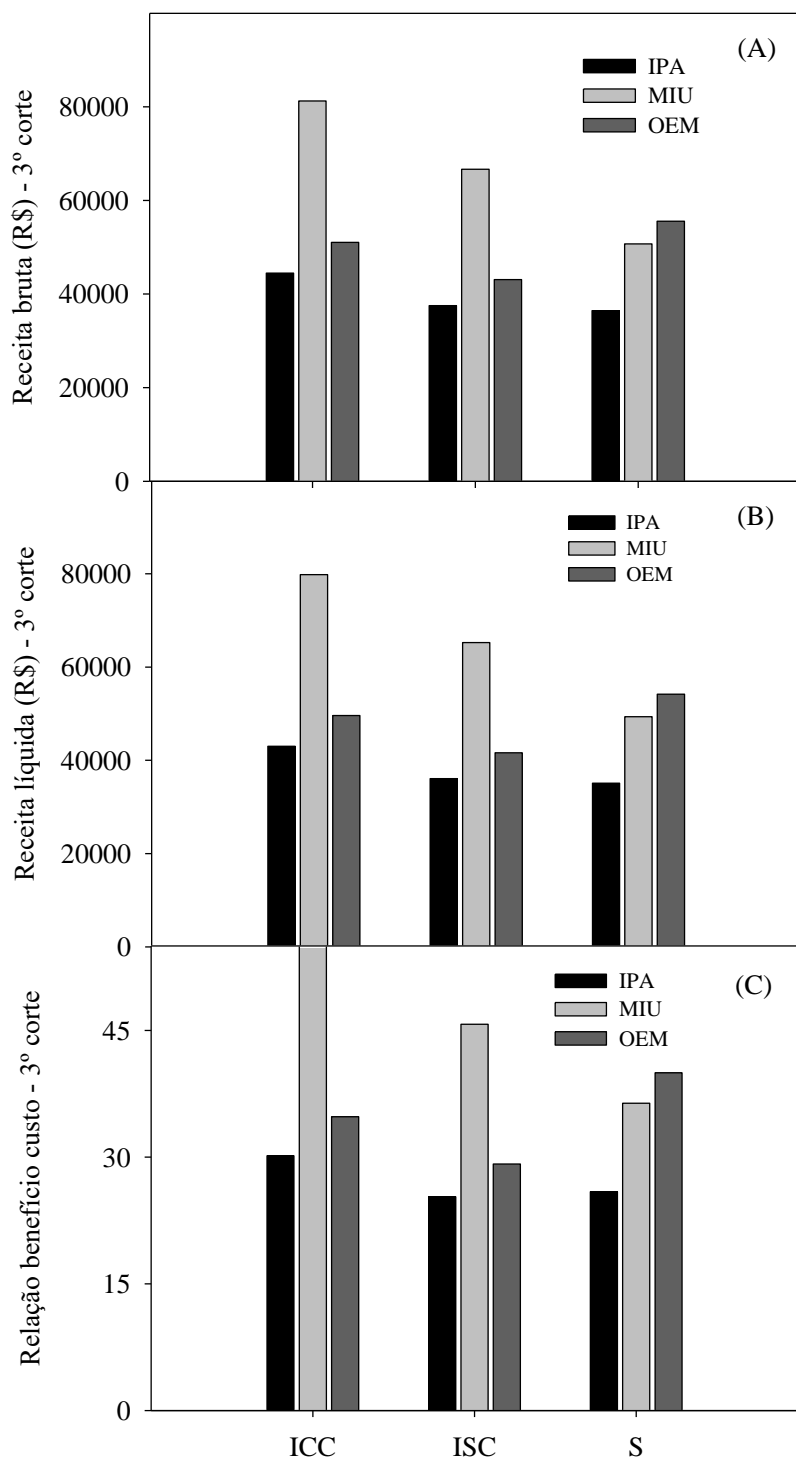 (A)
IPA
MIU
OEM
Receita bruta (R$) - 3º corte
80000
60000
40000
20000
0
(B)
IPA
MIU
OEM
Receita líquida (R$) - 3º corte
80000
60000
40000
20000
0
(C)
IPA
MIU
OEM
Relação benefício custo - 3º corte
45
30
15
0
ICC ISC S